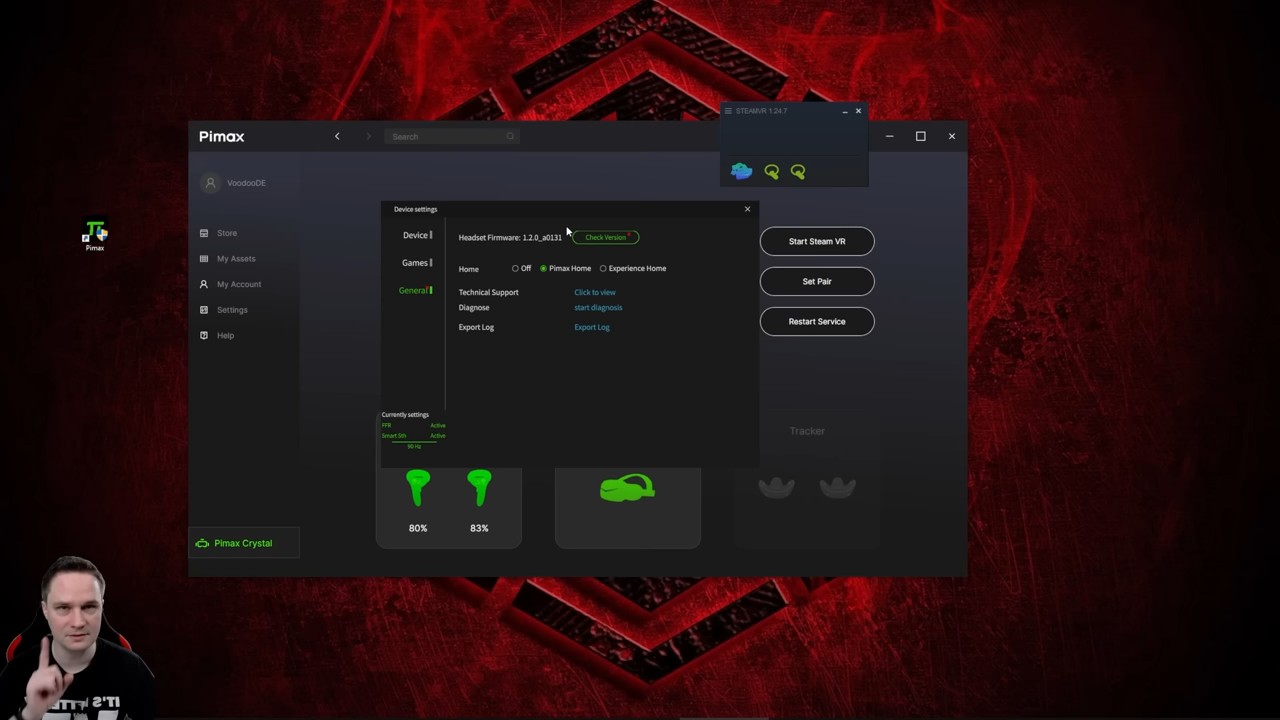 STEAMVR 1.24.7
Pimax
Search
VoodooDE
Store
My Assets
My Account
Settings
Help
Pimax Crystal
Pimax
Device settings
Device
Games
General
Headset Firmware: 1.2.0_a0131
Check Version
Home
Off
Pimax Home
Experience Home
Technical Support
Click to view
Diagnose
start diagnosis
Export Log
Export Log
Currently settings
FFR Active
Smart Sth Active
90 Hz
Start Steam VR
Set Pair
Restart Service
Tracker
80%
83%